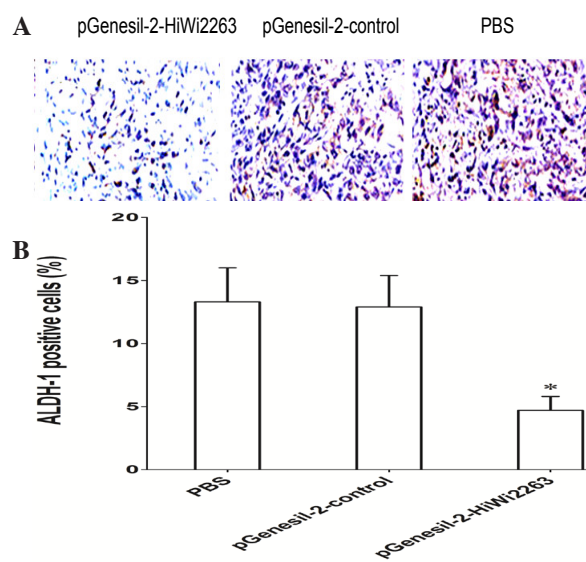 A pGenesil-2-HiWi2263 pGenesil-2-control PBS
B
ALDH-1 positive cells (%)
20
15
10
5
0
*
PBS
pGenesil-2-control
pGenesil-2-HiWi2263